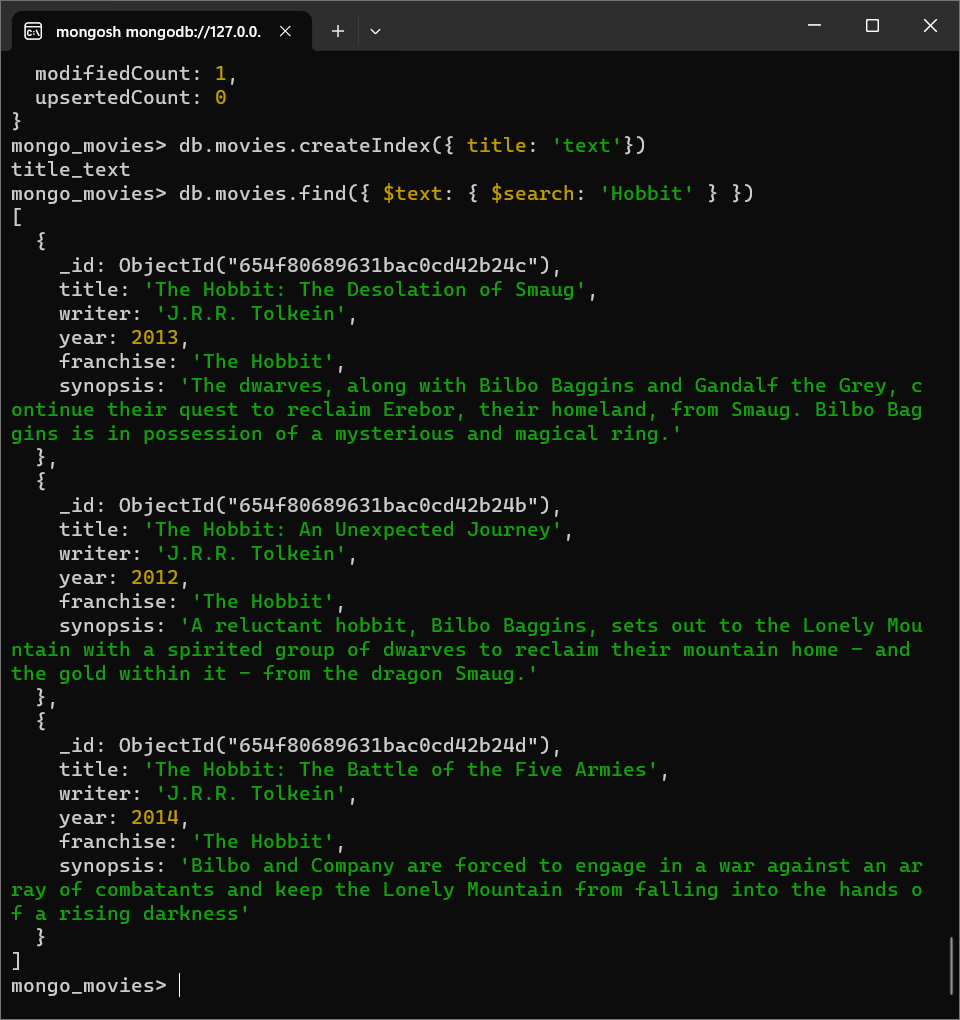 mongosh mongodb://127.0.0.
modifiedCount: 1,
upsertedCount: 0
}
mongo_movies> db.movies.createIndex({ title: 'text'})
title_text
mongo_movies> db.movies.find({ $text: { $search: 'Hobbit' } })
[
  {
    _id: ObjectId("654f80689631bac0cd42b24c"),
    title: 'The Hobbit: The Desolation of Smaug',
    writer: 'J.R.R. Tolkein',
    year: 2013,
    franchise: 'The Hobbit',
    synopsis: 'The dwarves, along with Bilbo Baggins and Gandalf the Grey, c
ontinue their quest to reclaim Erebor, their homeland, from Smaug. Bilbo Bag
gins is in possession of a mysterious and magical ring.'
  },
  {
    _id: ObjectId("654f80689631bac0cd42b24b"),
    title: 'The Hobbit: An Unexpected Journey',
    writer: 'J.R.R. Tolkein',
    year: 2012,
    franchise: 'The Hobbit',
    synopsis: 'A reluctant hobbit, Bilbo Baggins, sets out to the Lonely Mou
ntain with a spirited group of dwarves to reclaim their mountain home - and
the gold within it - from the dragon Smaug.'
  },
  {
    _id: ObjectId("654f80689631bac0cd42b24d"),
    title: 'The Hobbit: The Battle of the Five Armies',
    writer: 'J.R.R. Tolkein',
    year: 2014,
    franchise: 'The Hobbit',
    synopsis: 'Bilbo and Company are forced to engage in a war against an ar
ray of combatants and keep the Lonely Mountain from falling into the hands o
f a rising darkness'
  }
]
mongo_movies>